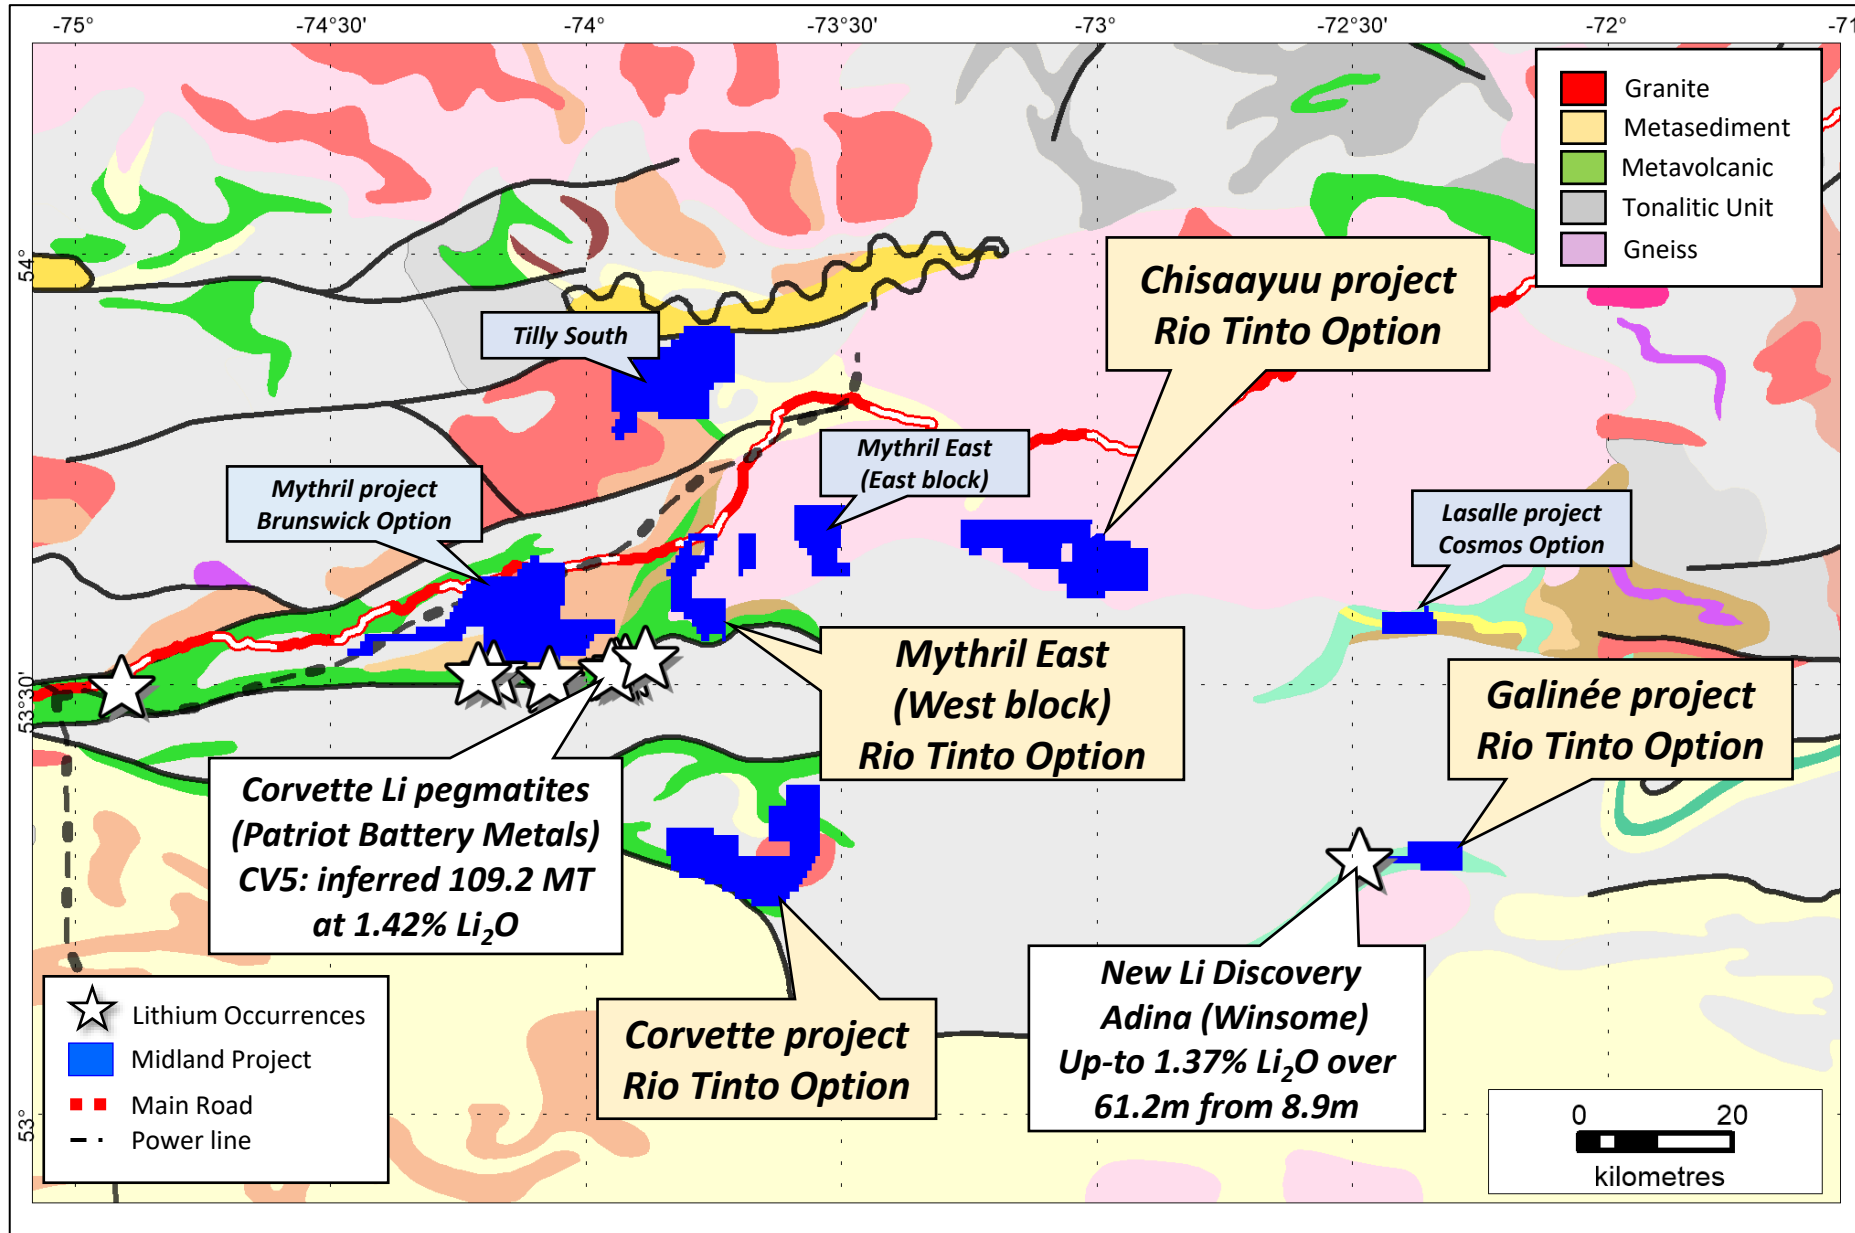 -75°
-74°30'
-74°
-73°30'
-73°
-72°30'
-72°
-71
Granite
Metasediment
Metavolcanic
Tonalitic Unit
Gneiss
54°
Chisaayuu project
Rio Tinto Option
Tilly South
Mythril East
(East block)
Mythril project
Brunswick Option
Lasalle project
Cosmos Option
53°30'
Mythril East
(West block)
Rio Tinto Option
Galinée project
Rio Tinto Option
Corvette Li pegmatites
(Patriot Battery Metals)
CV5: inferred 109.2 MT
at 1.42% Li₂O
New Li Discovery
Adina (Winsome)
Up-to 1.37% Li₂O over
61.2m from 8.9m
Corvette project
Rio Tinto Option
53°
Lithium Occurrences
Midland Project
Main Road
Power line
0 20
kilometres